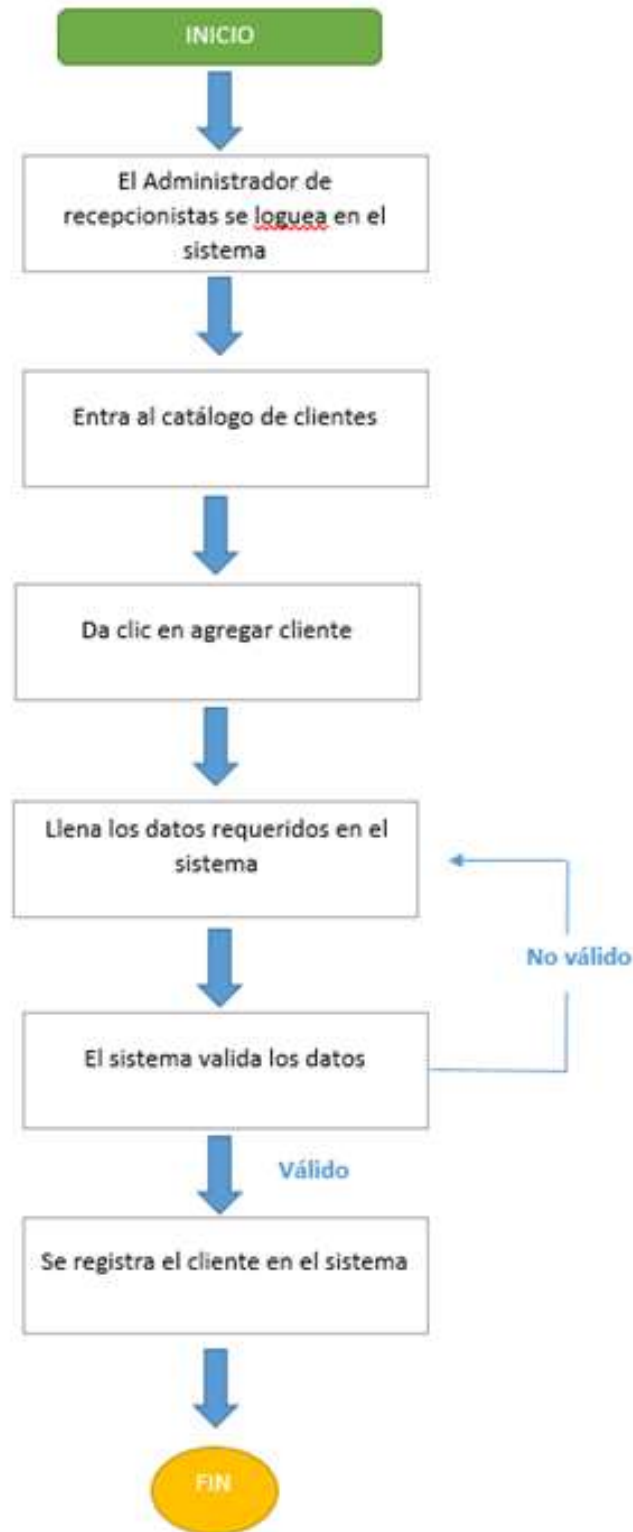 INICIO
El Administrador de
recepcionistas se loguea en el
sistema
Entra al catálogo de clientes
Da clic en agregar cliente
Llena los datos requeridos en el
sistema
No válido
El sistema valida los datos
Válido
Se registra el cliente en el sistema
FIN